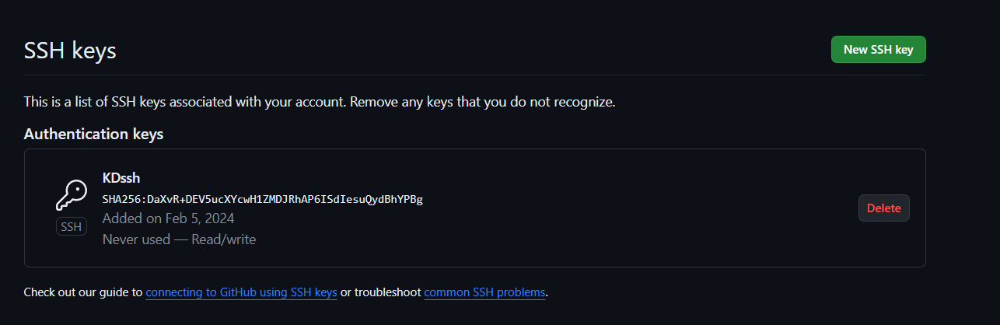 SSH keys
New SSH key
This is a list of SSH keys associated with your account. Remove any keys that you do not recognize.
Authentication keys
KDssh
SHA256:DaXvR+DEV5ucXYcwH1ZMDJRhAP6ISdIesuQydBhYPBg
Added on Feb 5, 2024
Never used — Read/write
SSH
Delete
Check out our guide to connecting to GitHub using SSH keys or troubleshoot common SSH problems.